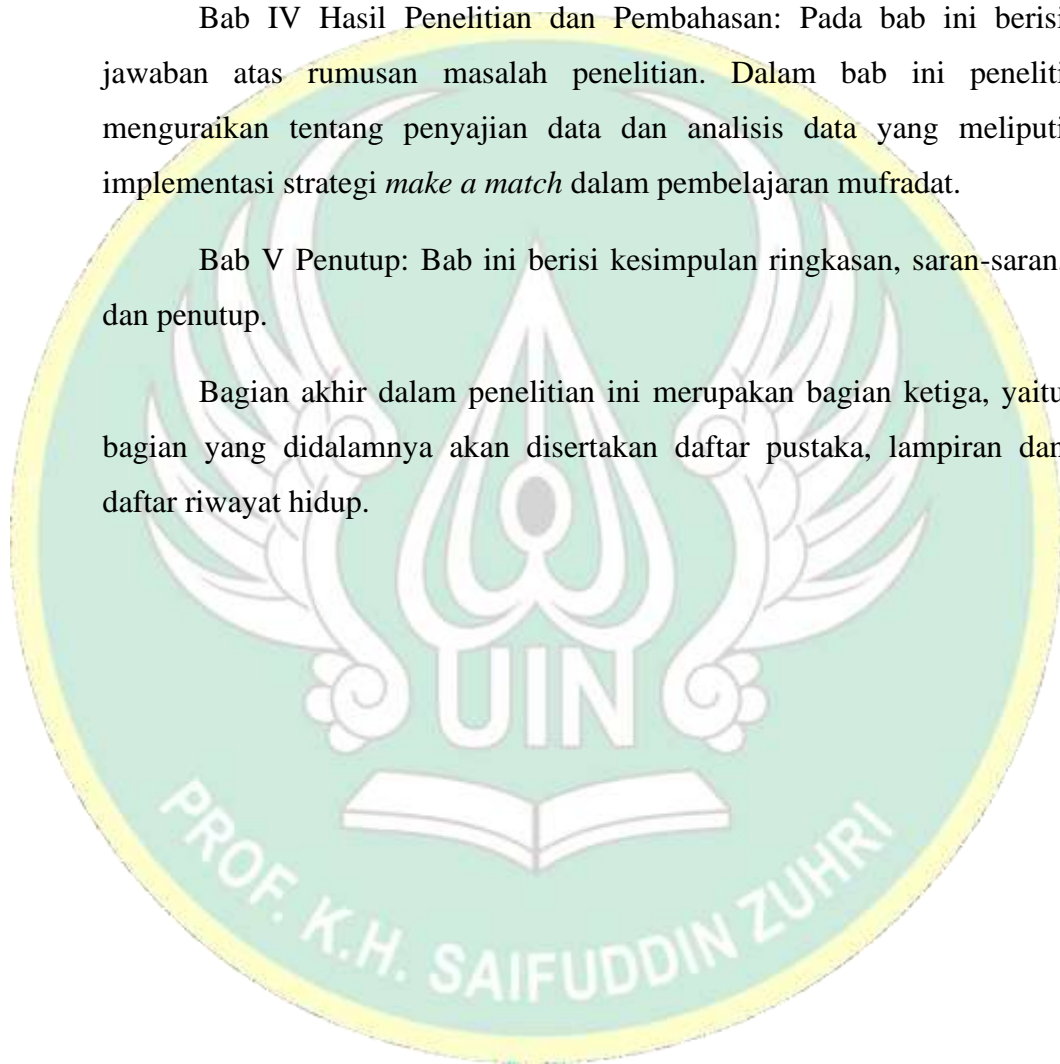 Bab IV Hasil Penelitian dan Pembahasan: Pada bab ini berisi
jawaban atas rumusan masalah penelitian. Dalam bab ini peneliti
menguraikan tentang penyajian data dan analisis data yang meliputi
implementasi strategi make a match dalam pembelajaran mufradat.
Bab V Penutup: Bab ini berisi kesimpulan ringkasan, saran-saran,
dan penutup.
Bagian akhir dalam penelitian ini merupakan bagian ketiga, yaitu
bagian yang didalamnya akan disertakan daftar pustaka, lampiran dan
daftar riwayat hidup.
UIN
PROF. K.H. SAIFUDDIN ZUHRI